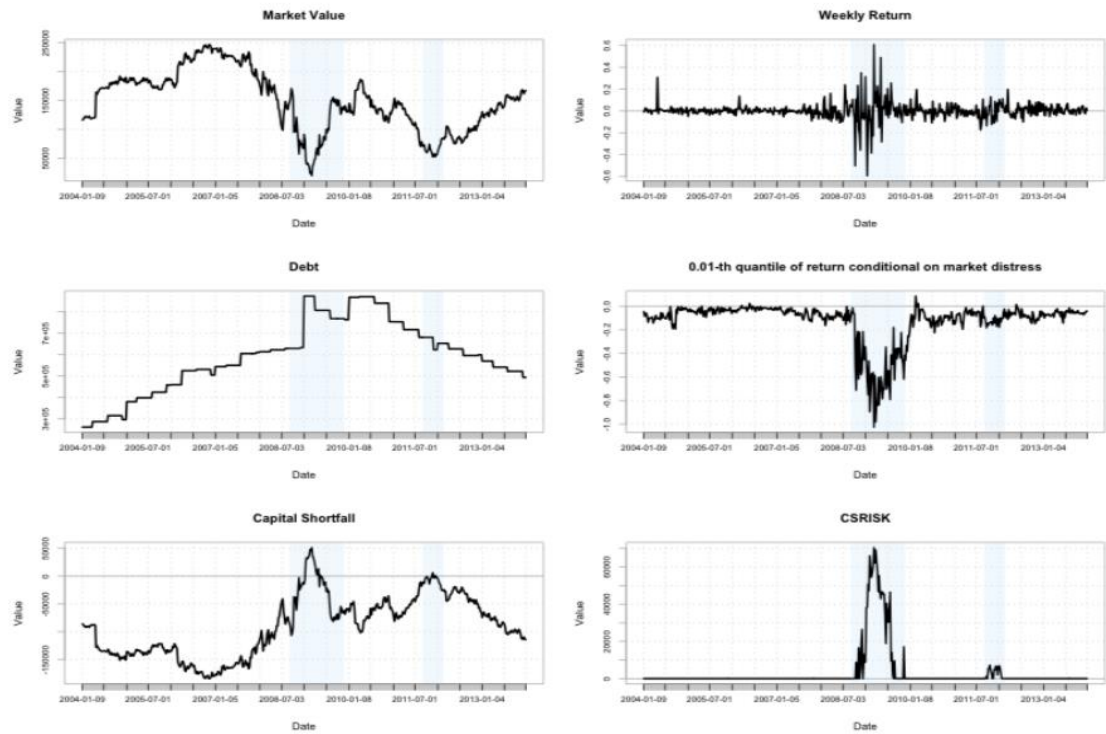 Market Value
Value
250000
150000
50000
2004-01-09 2005-07-01 2007-01-05 2008-07-03 2010-01-08 2011-07-01 2013-01-04
Date
Weekly Return
Value
0.6
0.4
0.2
0.0
-0.2
-0.4
-0.6
2004-01-09 2005-07-01 2007-01-05 2008-07-03 2010-01-08 2011-07-01 2013-01-04
Date
Debt
Value
7e+05
5e+05
3e+05
2004-01-09 2005-07-01 2007-01-05 2008-07-03 2010-01-08 2011-07-01 2013-01-04
Date
0.01-th quantile of return conditional on market distress
Value
0.0
-0.2
-0.4
-0.6
-0.8
-1.0
2004-01-09 2005-07-01 2007-01-05 2008-07-03 2010-01-08 2011-07-01 2013-01-04
Date
Capital Shortfall
Value
50000
0
-50000
-150000
2004-01-09 2005-07-01 2007-01-05 2008-07-03 2010-01-08 2011-07-01 2013-01-04
Date
CSRISK
Value
60000
40000
20000
0
2004-01-09 2005-07-01 2007-01-05 2008-07-03 2010-01-08 2011-07-01 2013-01-04
Date